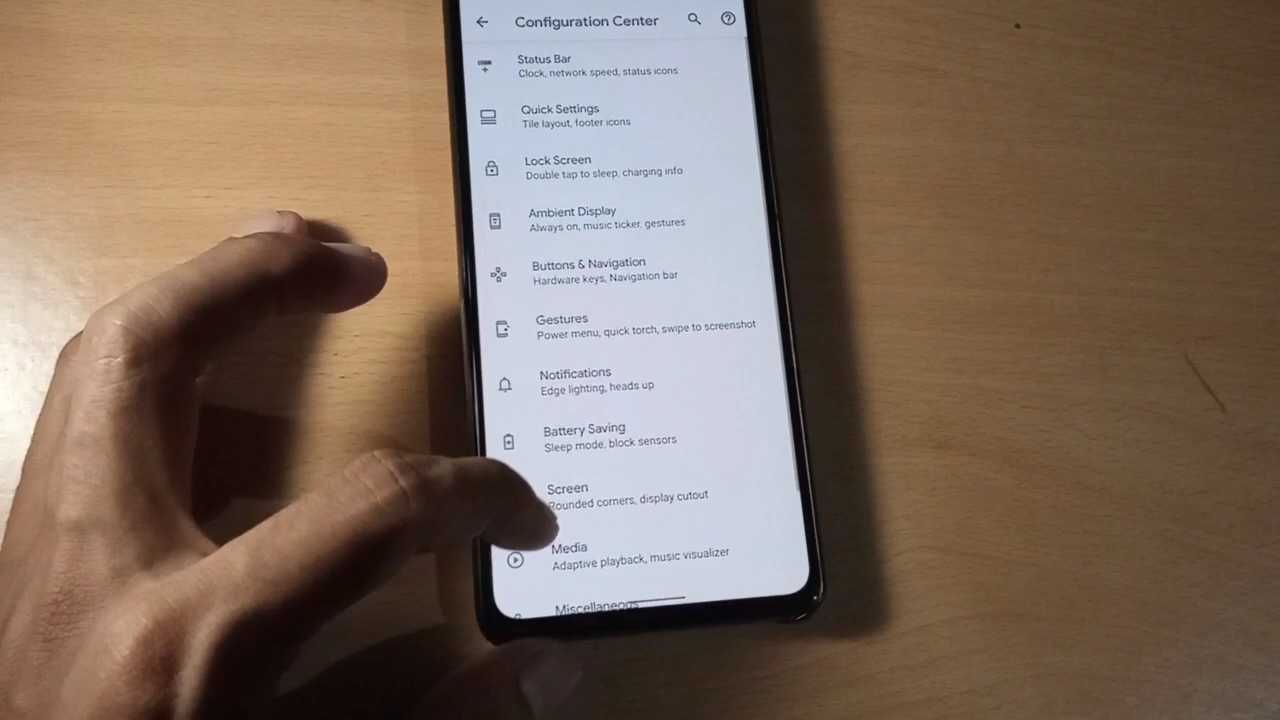 Configuration Center
Status Bar
Clock, network speed, status icons
Quick Settings
Tile layout, footer icons
Lock Screen
Double tap to sleep, charging info
Ambient Display
Always on, music ticker, gestures
Buttons & Navigation
Hardware keys, Navigation bar
Gestures
Power menu, quick torch, swipe to screenshot
Notifications
Edge lighting, heads up
Battery Saving
Sleep mode, block sensors
Screen
Rounded corners, display cutout
Media
Adaptive playback, music visualizer
Miscellaneous